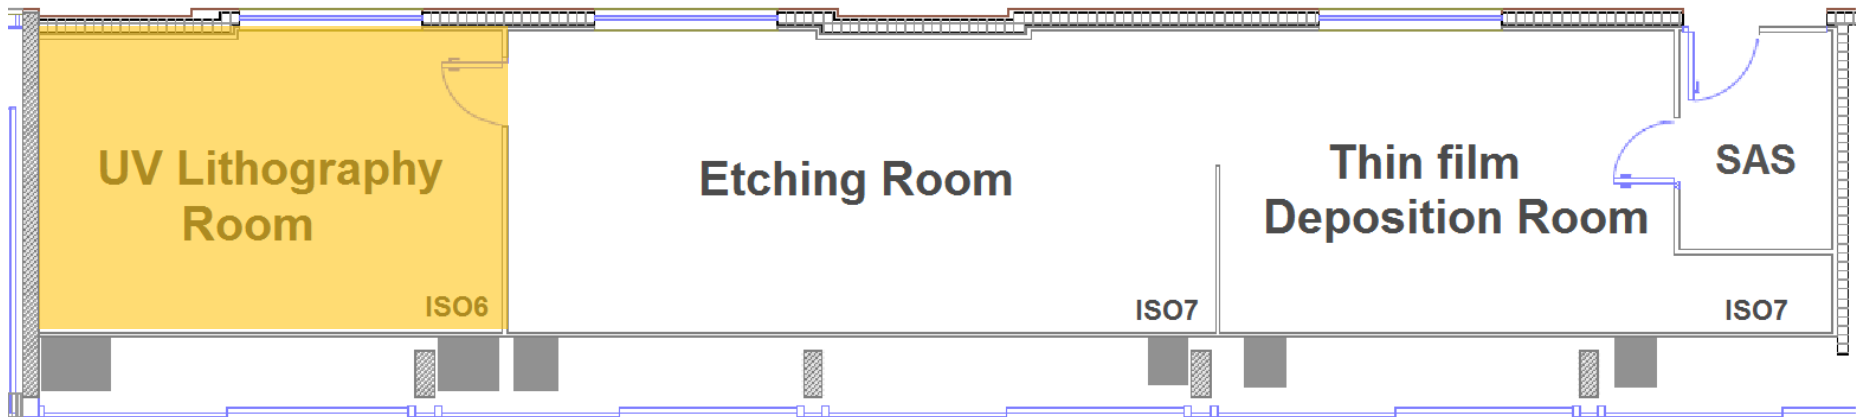 UV Lithography
Room
ISO6
Etching Room
ISO7
Thin film
Deposition Room
ISO7
SAS